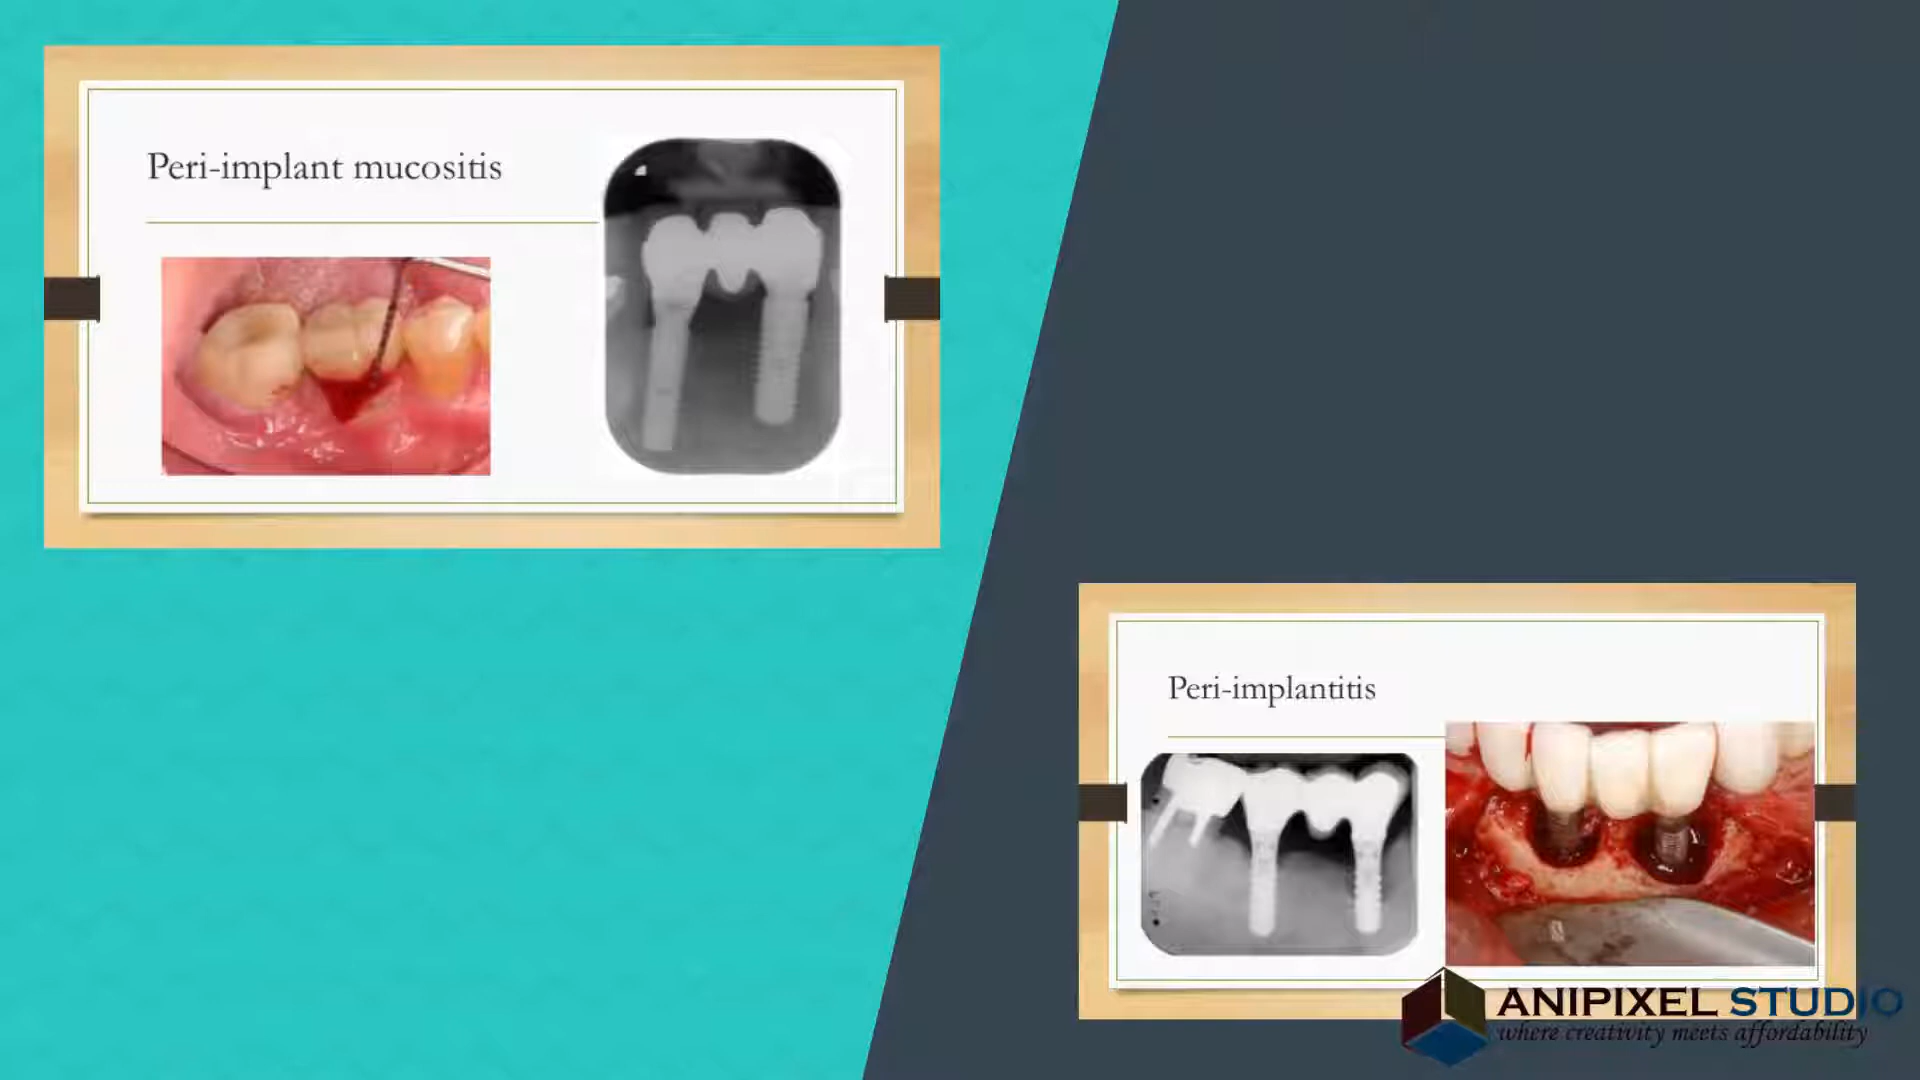 Peri-implant mucositis
Peri-implantitis
ANIPIXEL STUDIO
where creativity meets affordability